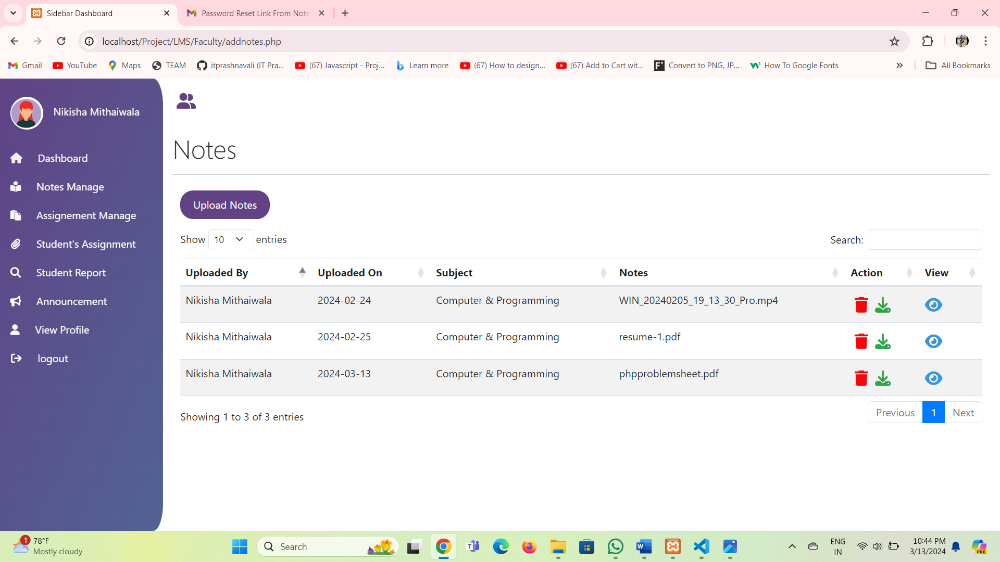 Sidebar Dashboard
Password Reset Link From Note
localhost/Project/LMS/Faculty/addnotes.php
Gmail YouTube Maps TEAM itprashnavali (IT Pra... (67) Javascript - Proj... Learn more (67) How to design... (67) Add to Cart wit... Convert to PNG, JP... How To Google Fonts All Bookmarks
Nikisha Mithaiwala
Dashboard
Notes Manage
Assignement Manage
Student's Assignment
Student Report
Announcement
View Profile
logout
Notes
Upload Notes
Show 10 entries
Search:
Uploaded By Uploaded On Subject Notes Action View
Nikisha Mithaiwala 2024-02-24 Computer & Programming WIN_20240205_19_13_30_Pro.mp4
Nikisha Mithaiwala 2024-02-25 Computer & Programming resume-1.pdf
Nikisha Mithaiwala 2024-03-13 Computer & Programming phpproblemsheet.pdf
Showing 1 to 3 of 3 entries
Previous 1 Next
1
78°F
Mostly cloudy
Search
PRE
ENG
IN
10:44 PM
3/13/2024